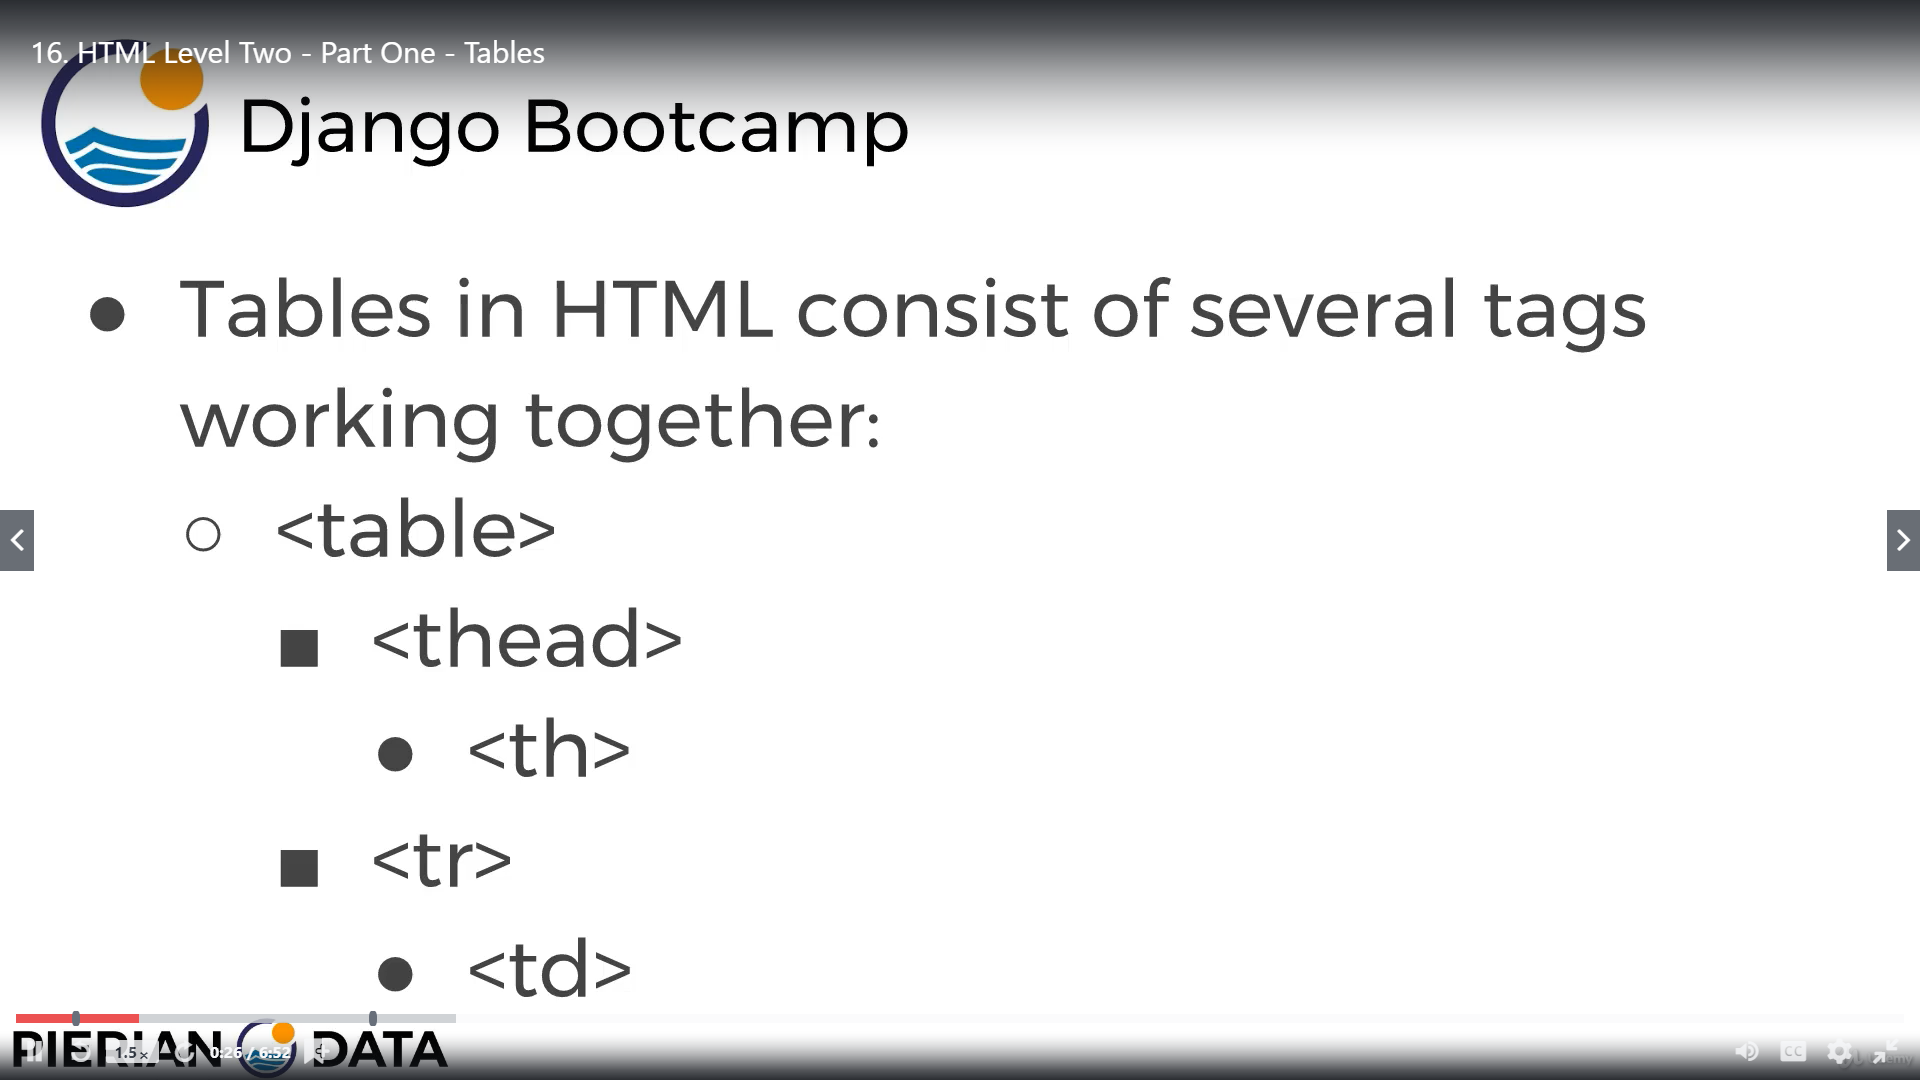 16. HTML Level Two - Part One - Tables
Django Bootcamp
● Tables in HTML consist of several tags
working together:
○ <table>
■ <thead>
● <th>
■ <tr>
● <td>
PIERIAN DATA
1.5x
0:26 / 6:52
CC